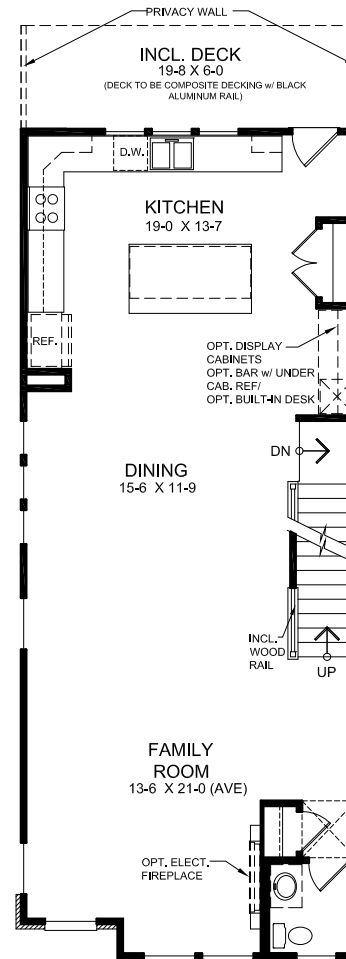 PRIVACY WALL
INCL. DECK
19-8 X 6-0
(DECK TO BE COMPOSITE DECKING w/ BLACK
ALUMINUM RAIL)
D.W.
KITCHEN
19-0 X 13-7
REF.
OPT. DISPLAY
CABINETS
OPT. BAR w/ UNDER
CAB. REF/
OPT. BUILT-IN DESK
DN
DINING
15-6 X 11-9
INCL.
WOOD
RAIL
UP
FAMILY
ROOM
13-6 X 21-0 (AVE)
OPT. ELECT.
FIREPLACE